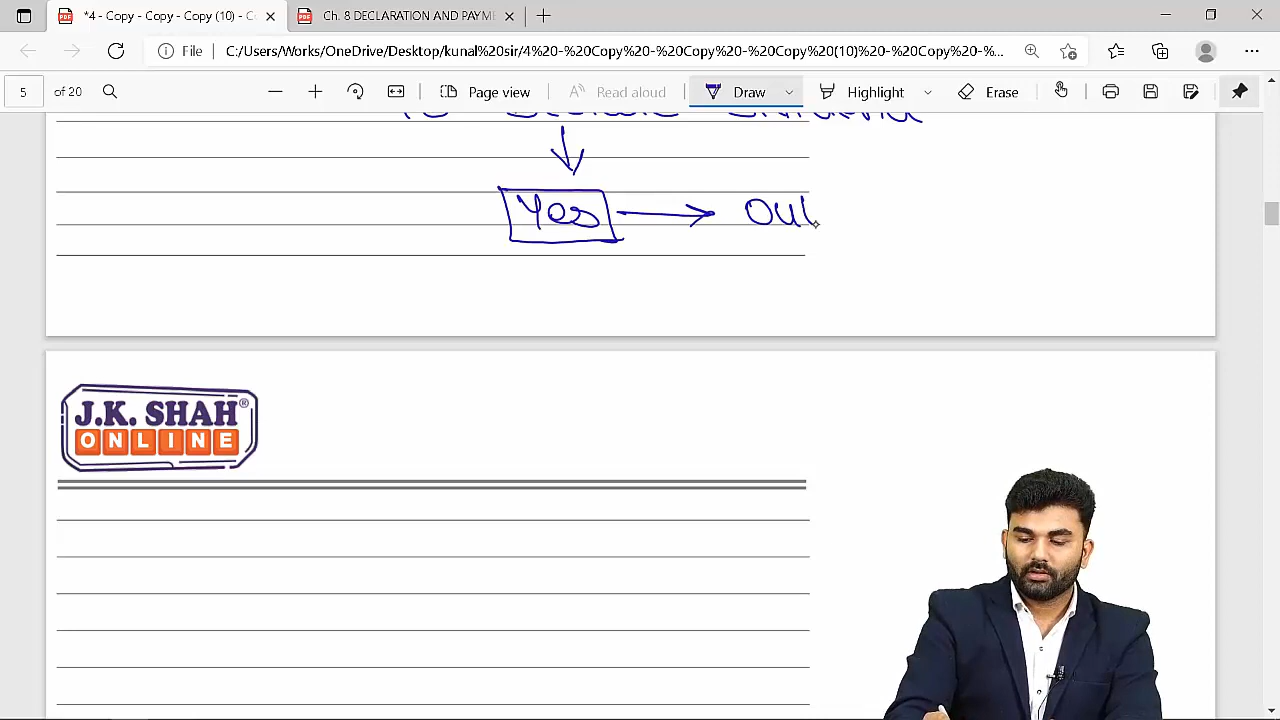 *4 - Copy - Copy - Copy (10) - C
Ch. 8 DECLARATION AND PAYM
File
C:/Users/Works/OneDrive/Desktop/kunal%20sir/4%20-%20Copy%20-%20Copy%20-%20Copy%20(10)%20-%20Copy%20-%...
5 of 20
Page view
Read aloud
Draw
Highlight
Erase
Yes → Out
J.K. SHAH®
ONLINE